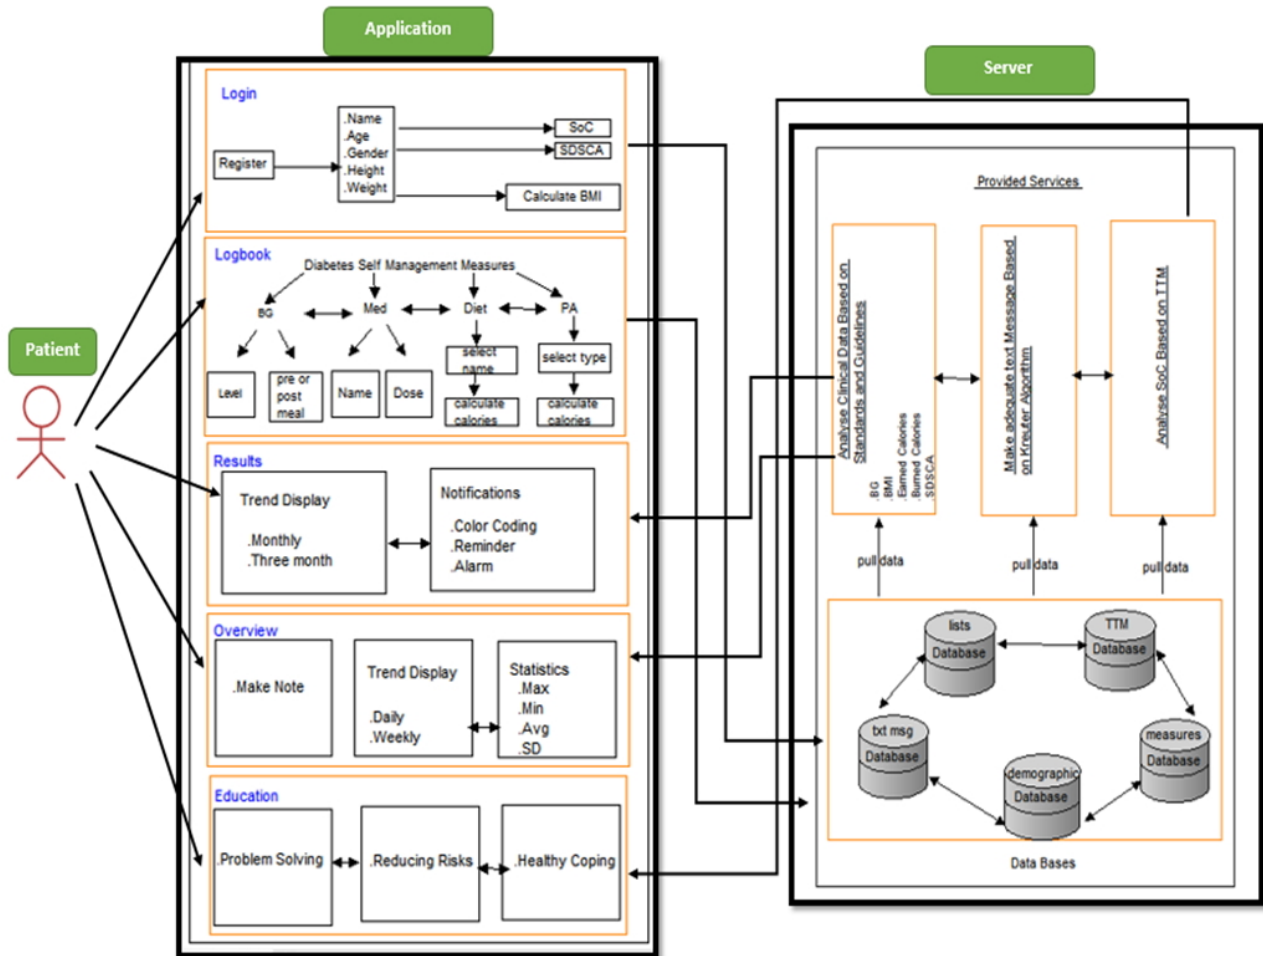 Application
Server
Patient
Login
Register
.Name
.Age
.Gender
.Height
.Weight
SoC
SDSCA
Calculate BMI
Logbook
Diabetes Self Management Measures
BG
Med
Diet
PA
Level
pre or
post
meal
Name
Dose
select
name
calculate
calories
select type
calculate
calories
Results
Trend Display
.Monthly
.Three month
Notifications
.Color Coding
.Reminder
.Alarm
Overview
.Make Note
Trend Display
.Daily
.Weekly
Statistics
.Max
.Min
.Avg
.SD
Education
.Problem Solving
.Reducing Risks
.Healthy Coping
Provided Services
Analyse Clinical Data Based on
Standards and Guidelines
.BG
.BMI
.Earned Calories
.Burned Calories
.SDSCA
Make adequate text Message Based
on Kreuter Algorithm
Analyse SoC Based on TTM
pull data
pull data
pull data
lists
Database
TTM
Database
txt msg
Database
measures
Database
demographic
Database
Data Bases